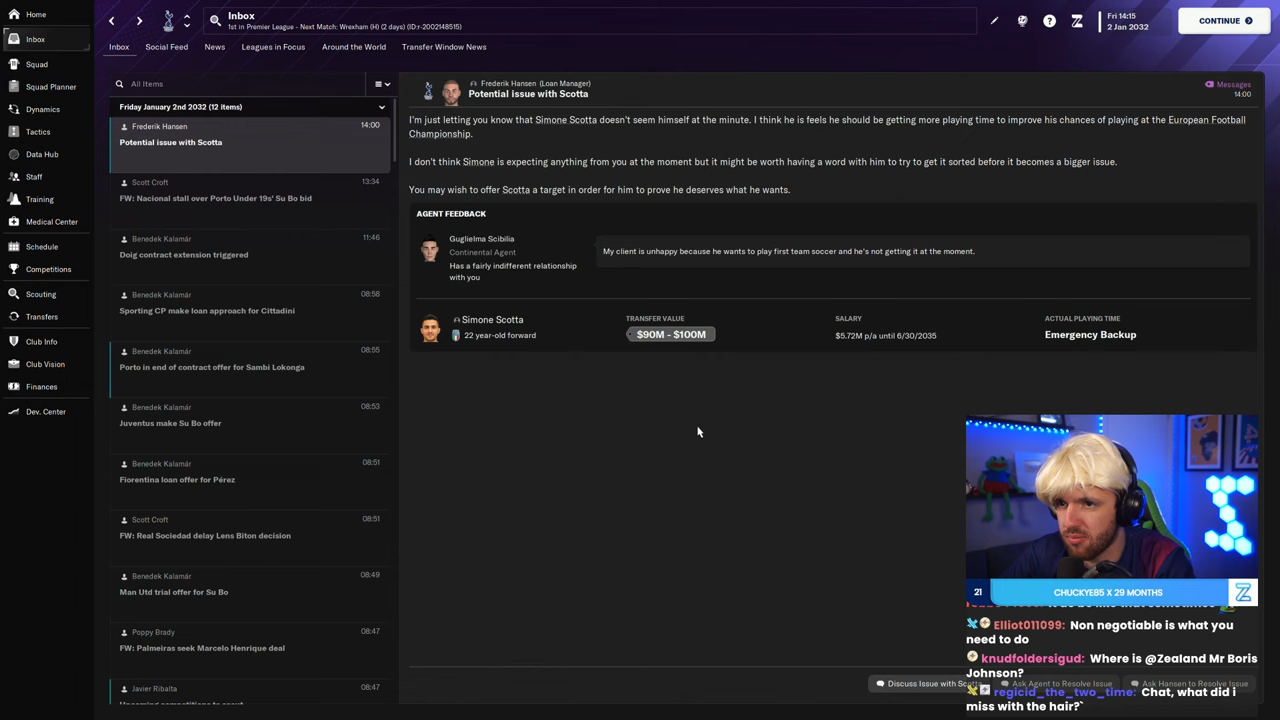 Home
Inbox
Squad
Squad Planner
Dynamics
Tactics
Data Hub
Staff
Training
Medical Center
Schedule
Competitions
Scouting
Transfers
Club Info
Club Vision
Finances
Dev. Center
Inbox
1st in Premier League - Next Match: Wrexham (H) (2 days) (ID:r-2002148515)
Fri 14:15
2 Jan 2032
CONTINUE
Inbox
Social Feed
News
Leagues in Focus
Around the World
Transfer Window News
All Items
Friday January 2nd 2032 (12 items)
Frederik Hansen
14:00
Potential issue with Scotta
Scott Croft
13:34
FW: Nacional stall over Porto Under 19s' Su Bo bid
Benedek Kalamár
11:46
Doig contract extension triggered
Benedek Kalamár
08:58
Sporting CP make loan approach for Cittadini
Benedek Kalamár
08:55
Porto in end of contract offer for Sambi Lokonga
Benedek Kalamár
08:53
Juventus make Su Bo offer
Benedek Kalamár
08:51
Fiorentina loan offer for Pérez
Scott Croft
08:51
FW: Real Sociedad delay Lens Biton decision
Benedek Kalamár
08:49
Man Utd trial offer for Su Bo
Poppy Brady
08:47
FW: Palmeiras seek Marcelo Henrique deal
Javier Ribalta
08:47
Frederik Hansen (Loan Manager)
Potential issue with Scotta
Messages
14:00
I'm just letting you know that Simone Scotta doesn't seem himself at the minute. I think he is feels he should be getting more playing time to improve his chances of playing at the European Football
Championship.
I don't think Simone is expecting anything from you at the moment but it might be worth having a word with him to try to get it sorted before it becomes a bigger issue.
You may wish to offer Scotta a target in order for him to prove he deserves what he wants.
AGENT FEEDBACK
Guglielma Scibilia
Continental Agent
Has a fairly indifferent relationship
with you
My client is unhappy because he wants to play first team soccer and he's not getting it at the moment.
Simone Scotta
22 year-old forward
TRANSFER VALUE
$90M - $100M
SALARY
$5.72M p/a until 6/30/2035
ACTUAL PLAYING TIME
Emergency Backup
Discuss Issue with Scotta
Ask Agent to Resolve Issue
Ask Hansen to Resolve Issue
21
CHUCKYE85 X 29 MONTHS
Elliot011099: Non negotiable is what you
need to do
knudfoldersigud: Where is @Zealand Mr Boris
Johnson?
regicid_the_two_time: Chat, what did i
miss with the hair?`